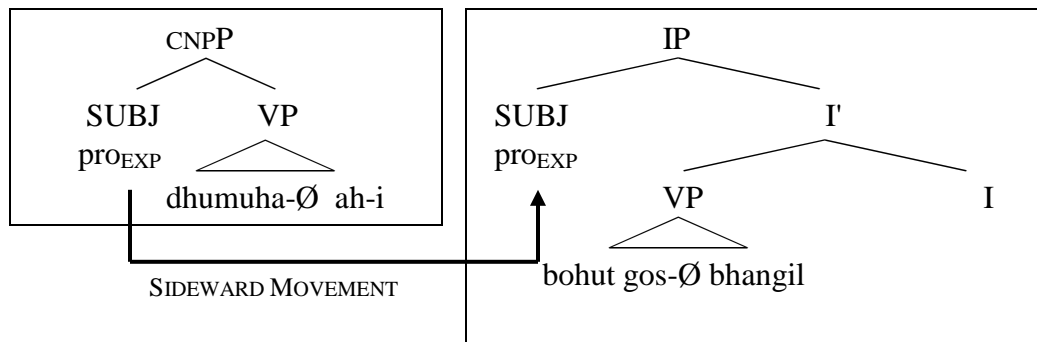 CNPP IP
SUBJ VP SUBJ I'
proEXP proEXP
dhumuha-Ø ah-i VP I
bohut gos-Ø bhangil
SIDEWARD MOVEMENT